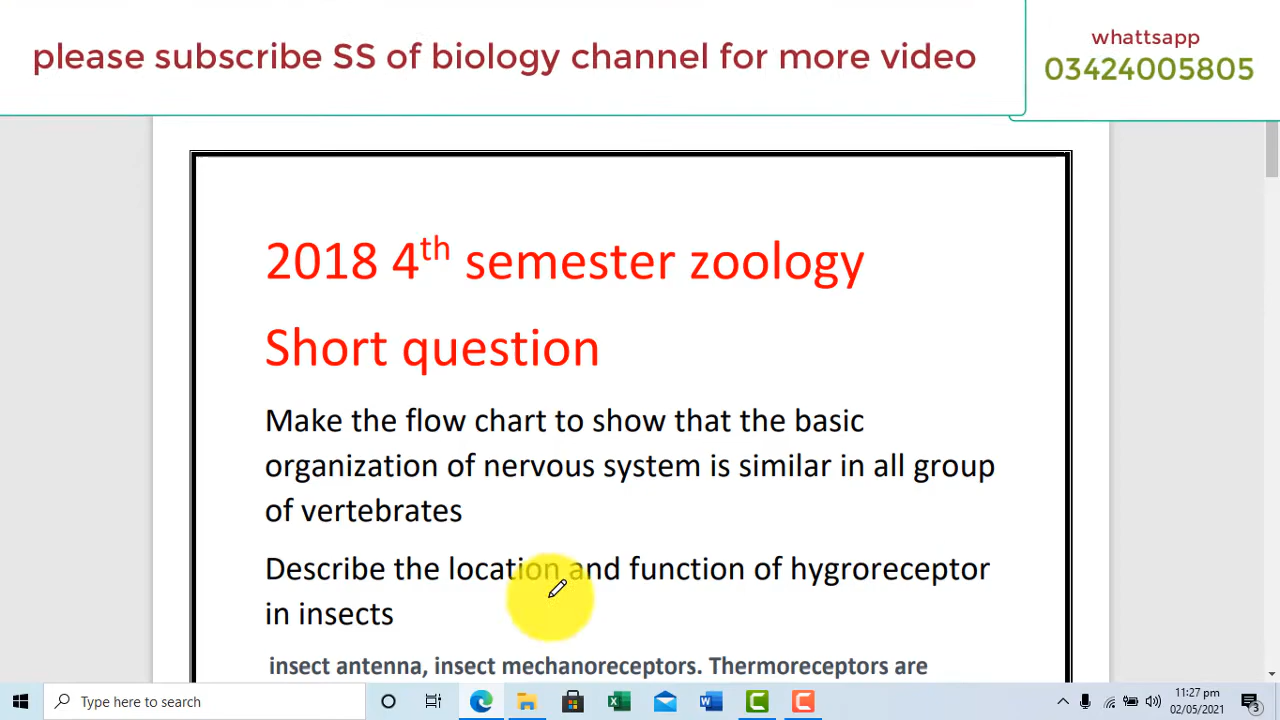 please subscribe SS of biology channel for more video
whattsapp
03424005805
2018 4th semester zoology
Short question
Make the flow chart to show that the basic
organization of nervous system is similar in all group
of vertebrates
Describe the location and function of hygroreceptor
in insects
insect antenna, insect mechanoreceptors. Thermoreceptors are
Type here to search
11:27 pm
02/05/2021
3